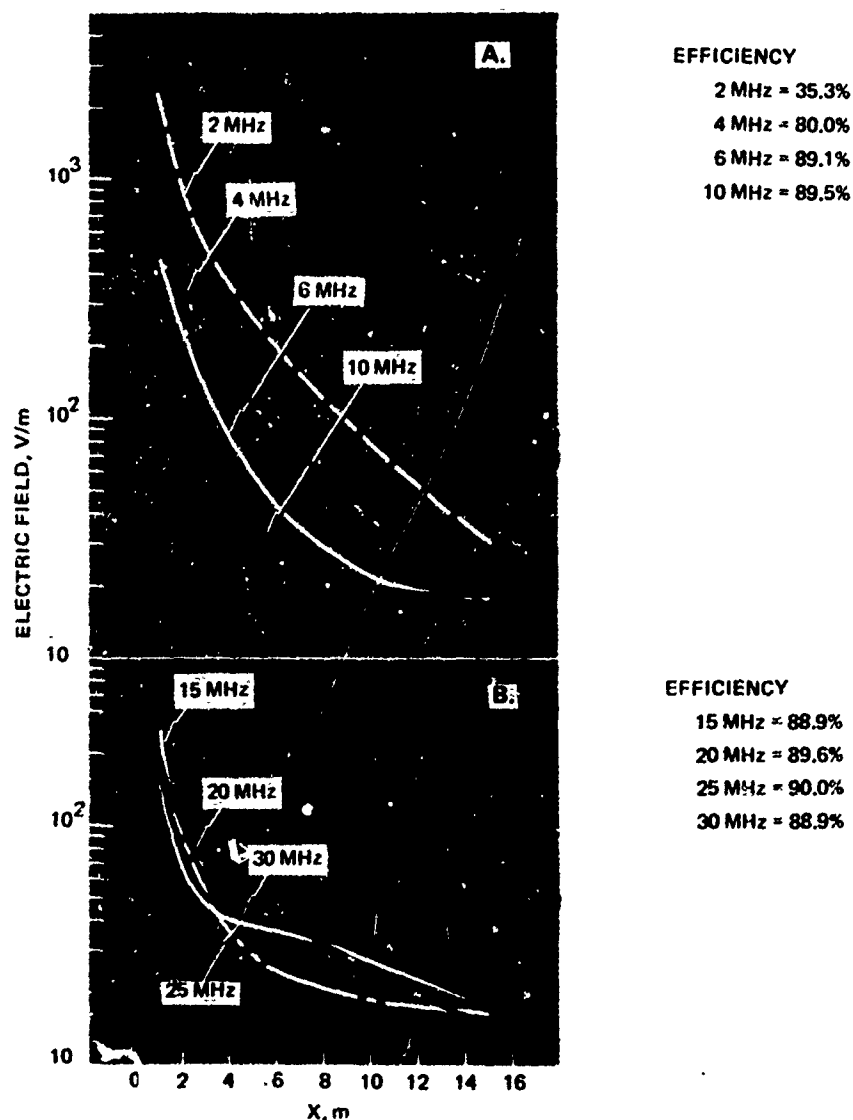 A.
2 MHz
4 MHz
6 MHz
10 MHz
10³
10²
10
ELECTRIC FIELD, V/m
EFFICIENCY
2 MHz = 35.3%
4 MHz = 80.0%
6 MHz = 89.1%
10 MHz = 89.5%
B.
15 MHz
20 MHz
30 MHz
25 MHz
10²
10
0 2 4 6 8 10 12 14 16
X, m
EFFICIENCY
15 MHz = 88.9%
20 MHz = 89.6%
25 MHz = 90.0%
30 MHz = 88.9%